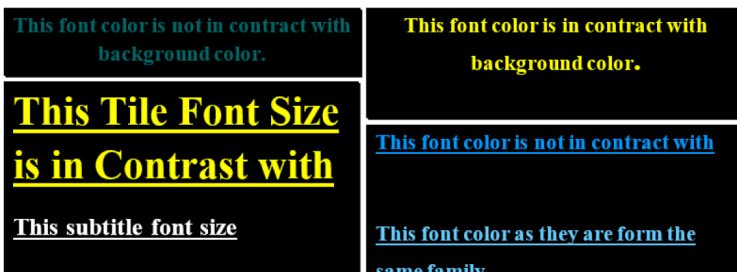 This font color is not in contract with
background color.
This Tile Font Size
is in Contrast with
This subtitle font size
This font color is in contract with
background color.
This font color is not in contract with
This font color as they are form the
same family